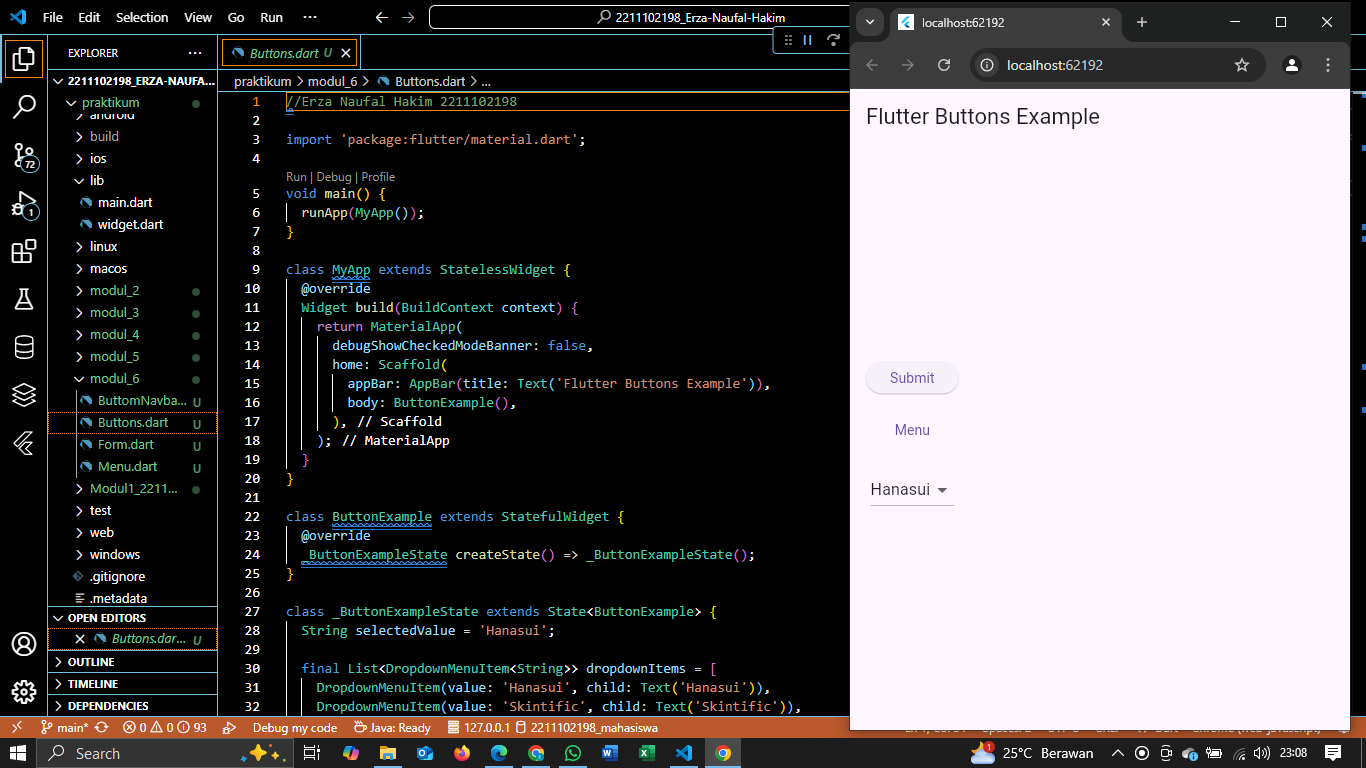 File Edit Selection View Go Run ···
2211102198_Erza-Naufal-Hakim
EXPLORER ···
2211102198_ERZA-NAUFA...
praktikum
android
build
ios
lib
main.dart
widget.dart
linux
macos
modul_2
modul_3
modul_4
modul_5
modul_6
ButtomNavba... U
Buttons.dart U
Form.dart U
Menu.dart U
Modul1_2211...
test
web
windows
.gitignore
.metadata
OPEN EDITORS
Buttons.dar... U
OUTLINE
TIMELINE
DEPENDENCIES
72
1
Buttons.dart U
praktikum > modul_6 > Buttons.dart > ...
1 //Erza Naufal Hakim 2211102198
2
3 import 'package:flutter/material.dart';
4
Run | Debug | Profile
5 void main() {
6 runApp(MyApp());
7 }
8
9 class MyApp extends StatelessWidget {
10 @override
11 Widget build(BuildContext context) {
12 return MaterialApp(
13 debugShowCheckedModeBanner: false,
14 home: Scaffold(
15 appBar: AppBar(title: Text('Flutter Buttons Example')),
16 body: ButtonExample(),
17 ), // Scaffold
18 ); // MaterialApp
19 }
20 }
21
22 class ButtonExample extends StatefulWidget {
23 @override
24 _ButtonExampleState createState() => _ButtonExampleState();
25 }
26
27 class _ButtonExampleState extends State<ButtonExample> {
28 String selectedValue = 'Hanasui';
29
30 final List<DropdownMenuItem<String>> dropdownItems = [
31 DropdownMenuItem(value: 'Hanasui', child: Text('Hanasui')),
32 DropdownMenuItem(value: 'Skintific', child: Text('Skintific')),
localhost:62192
localhost:62192
Flutter Buttons Example
Submit
Menu
Hanasui
main* 0 0 93 Debug my code Java: Ready 127.0.0.1 2211102198_mahasiswa
Search 1 25°C Berawan 23:08